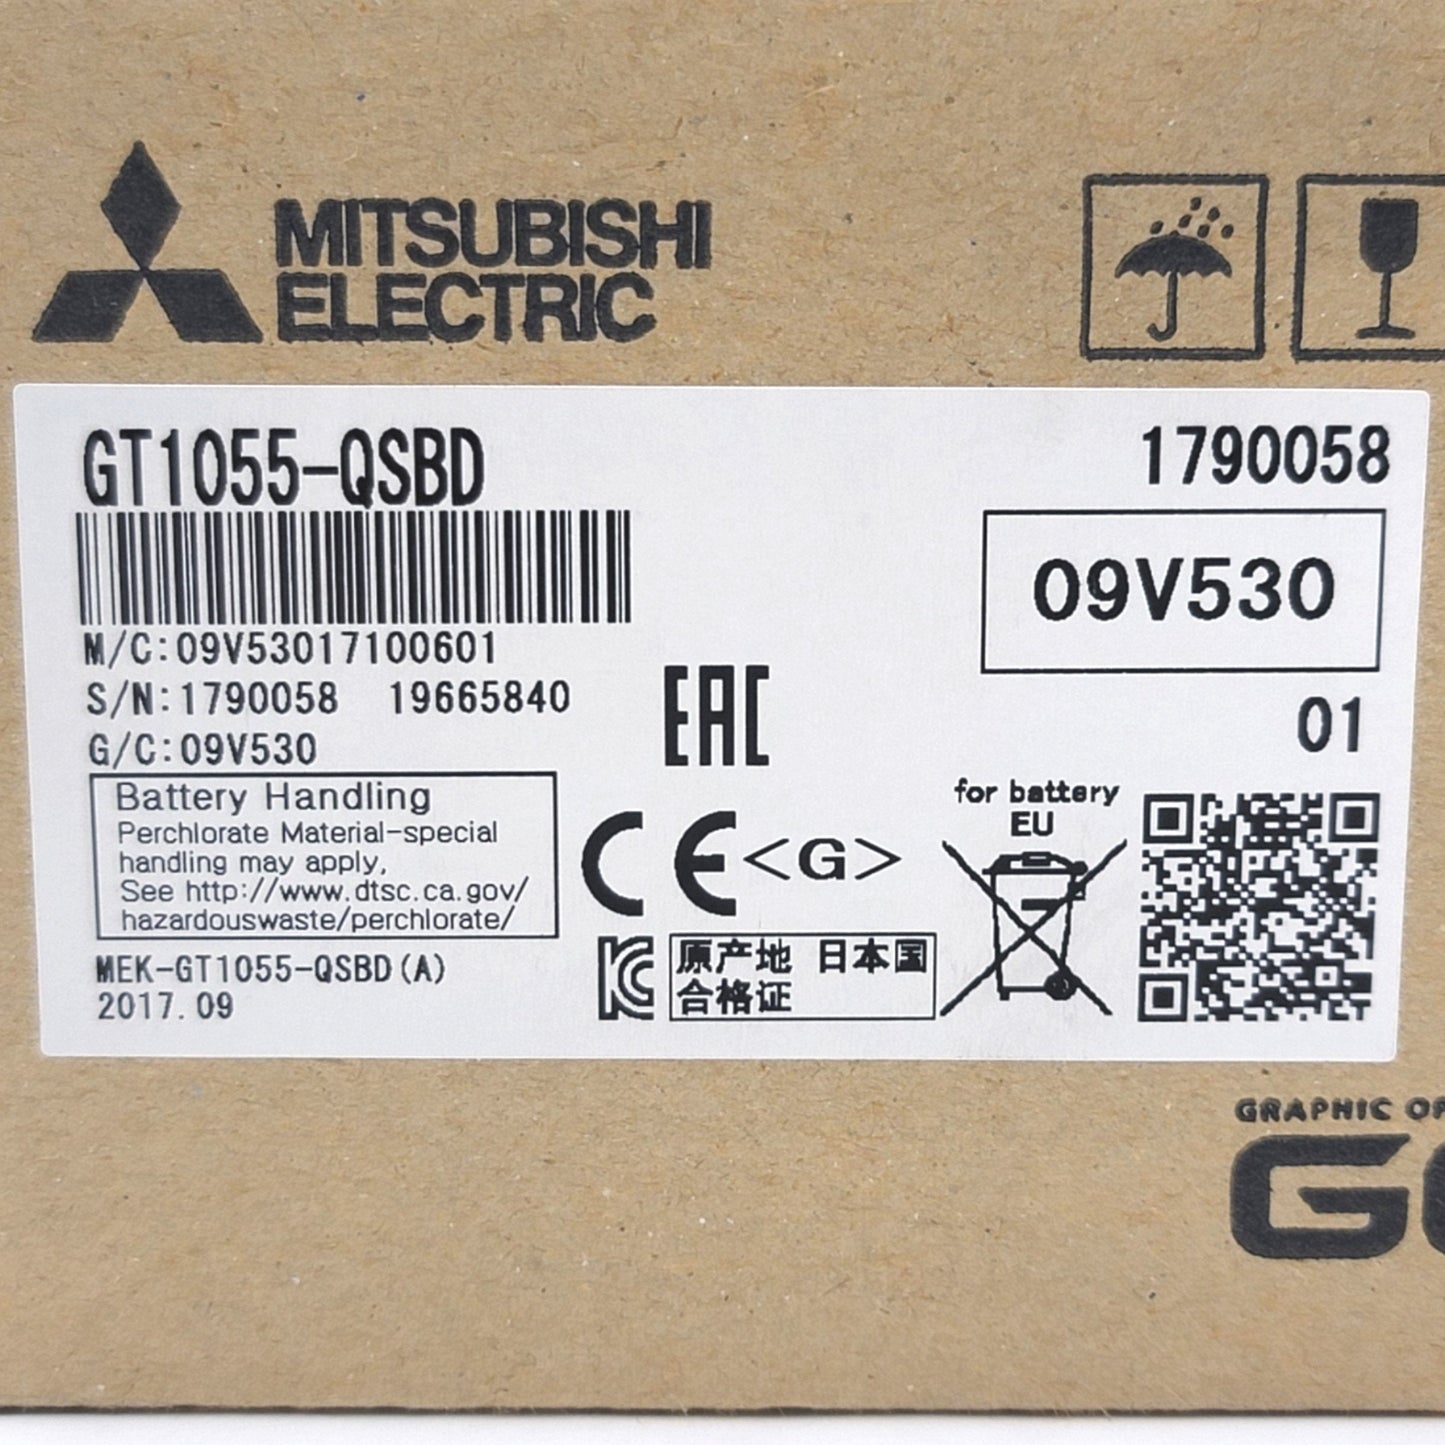 MITSUBISHI
ELECTRIC
GT1055-QSBD
1790058
09V530
M/C:09V53017100601
S/N:1790058 19665840
G/C:09V530
01
EAC
Battery Handling
Perchlorate Material-special
handling may apply,
See http://www.dtsc.ca.gov/
hazardouswaste/perchlorate/
CE <G>
for battery
EU
MEK-GT1055-QSBD(A)
2017.09
KC
原产地 日本国
合格证
GRAPHIC